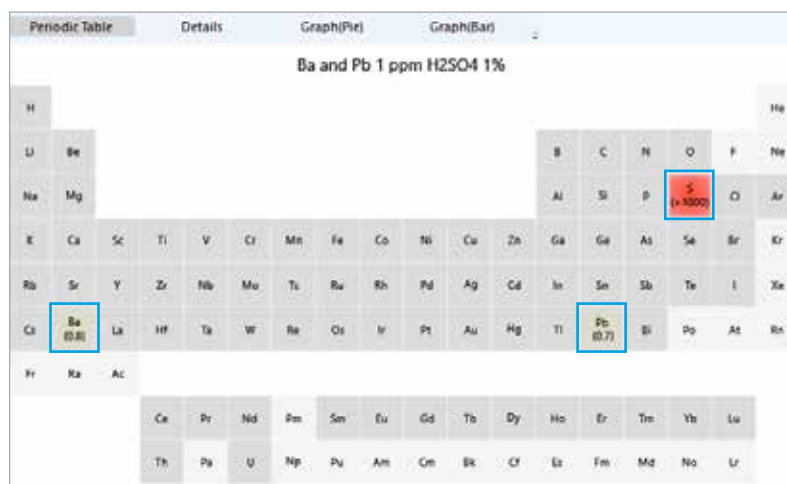 Periodic Table Details Graph(Pie) Graph(Bar)
Ba and Pb 1 ppm H2SO4 1%
H He
Li Be B C N O F Ne
Na Mg Al Si P S (>1000) Cl Ar
K Ca Sc Ti V Cr Mn Fe Co Ni Cu Zn Ga Ge As Se Br Kr
Rb Sr Y Zr Nb Mo Tc Ru Rh Pd Ag Cd In Sn Sb Te I Xe
Cs Ba (0.8) La Hf Ta W Re Os Ir Pt Au Hg Tl Pb (0.7) Bi Po At Rn
Fr Ra Ac
Ce Pr Nd Pm Sm Eu Gd Tb Dy Ho Er Tm Yb Lu
Th Pa U Np Pu Am Cm Bk Cf Es Fm Md No Lr